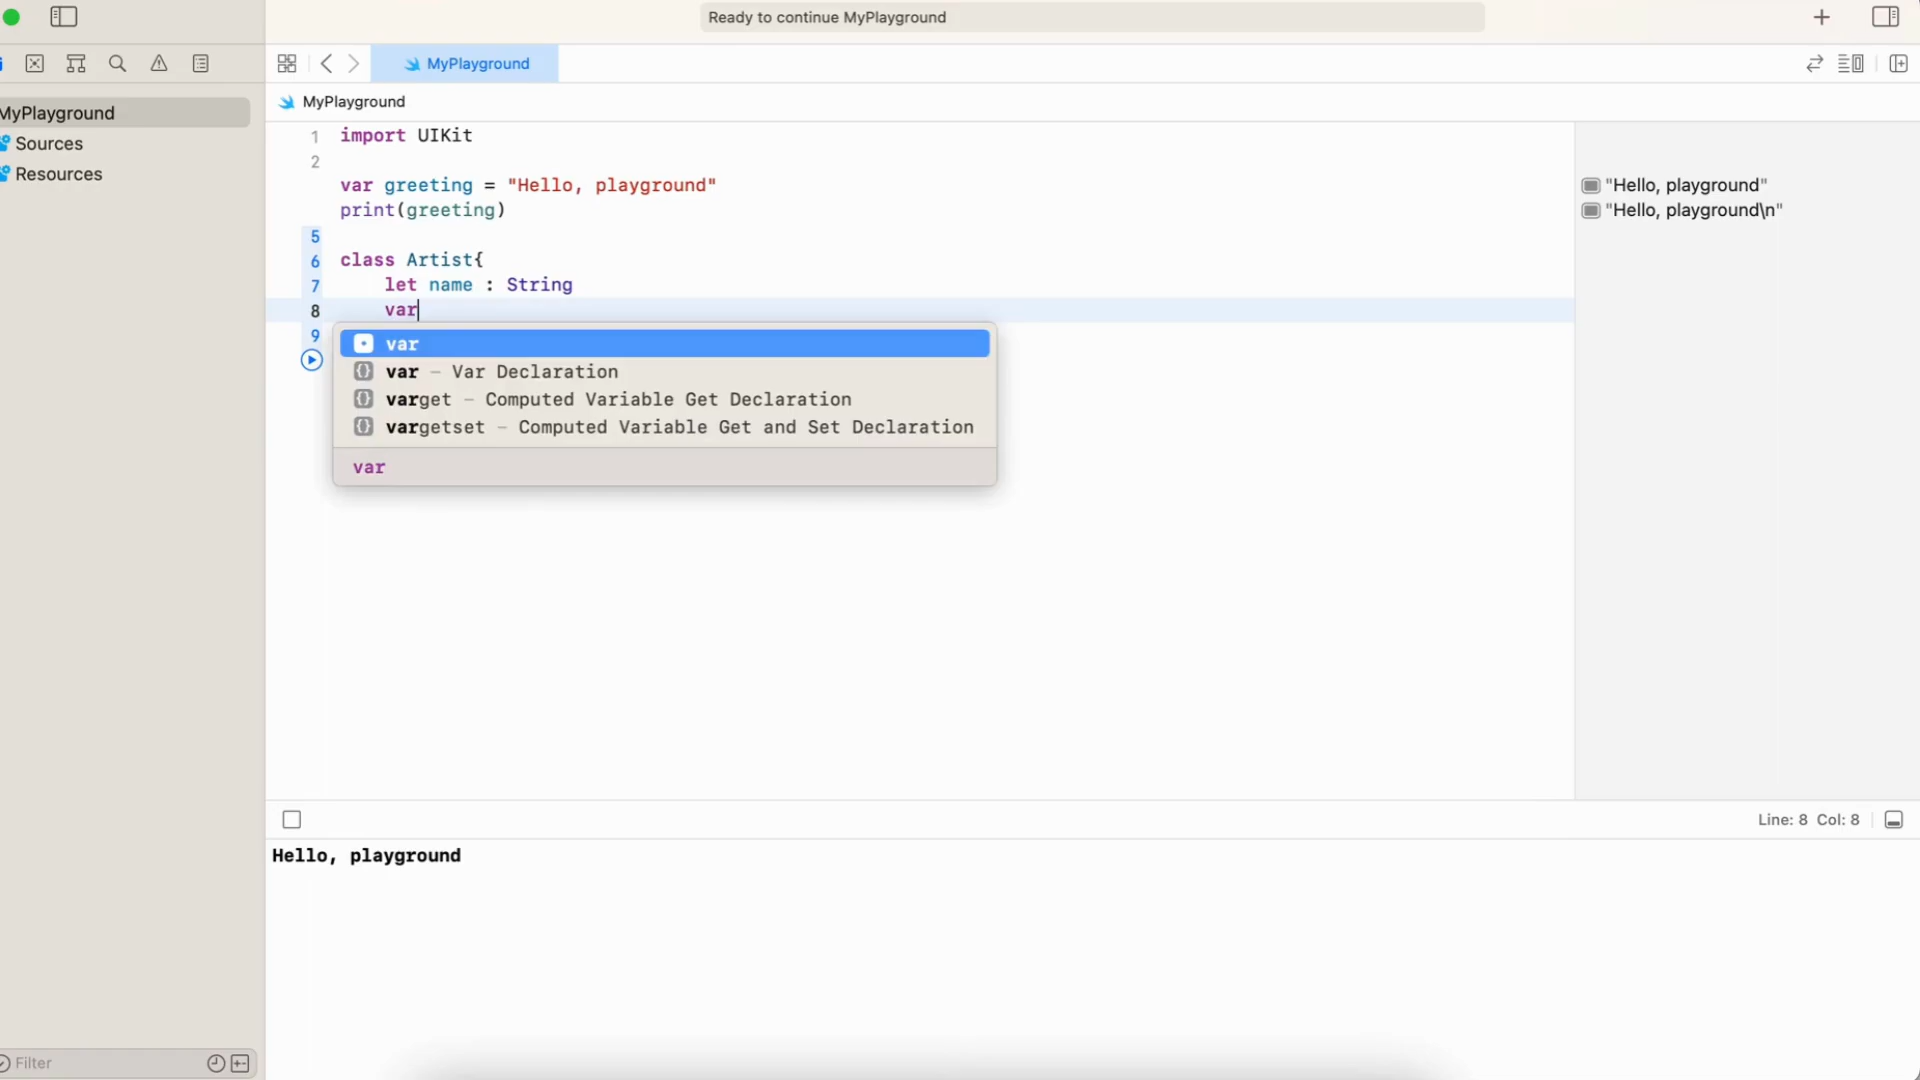 Ready to continue MyPlayground
MyPlayground
MyPlayground
MyPlayground
Sources
Resources
1 import UIKit
2
var greeting = "Hello, playground"
"Hello, playground"
print(greeting)
"Hello, playground\n"
5
6 class Artist{
7 let name : String
8 var
9
var
var – Var Declaration
varget – Computed Variable Get Declaration
vargetset – Computed Variable Get and Set Declaration
var
Line: 8 Col: 8
Hello, playground
Filter